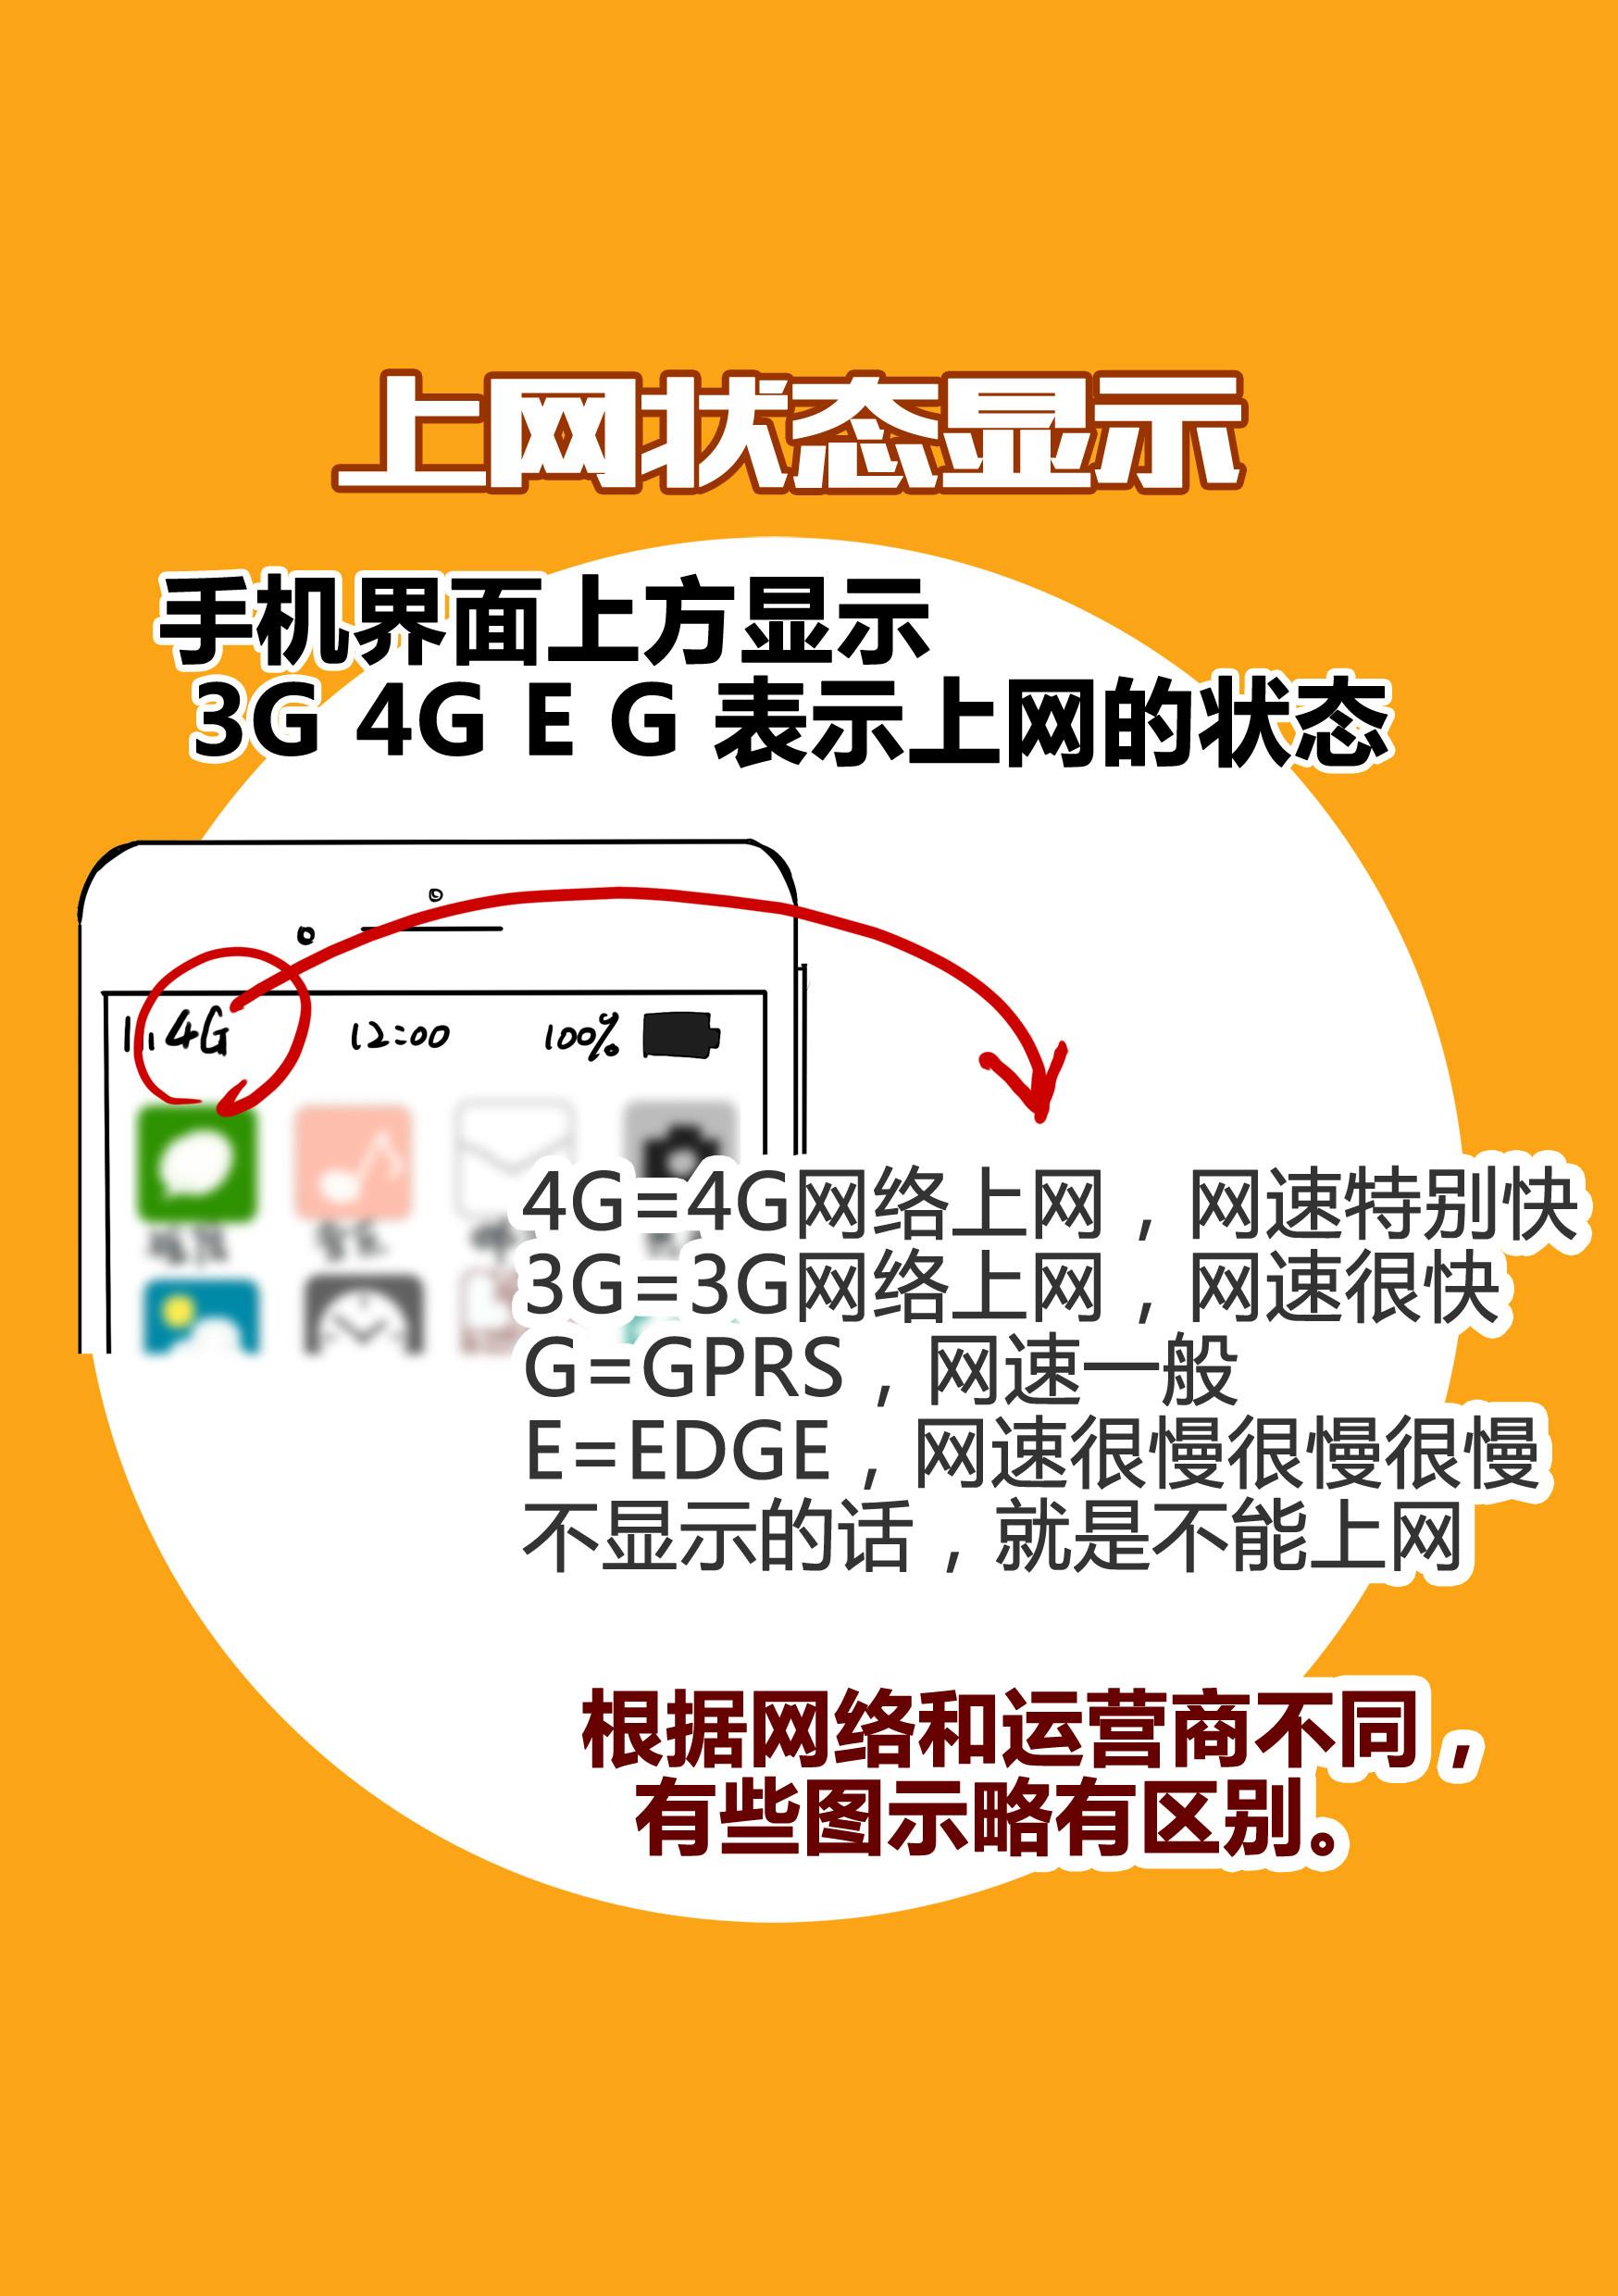 上网状态显示
手机界面上方显示
3G 4G E G 表示上网的状态
4G 12:00 100%
4G=4G网络上网，网速特别快
3G=3G网络上网，网速很快
G=GPRS，网速一般
E=EDGE，网速很慢很慢很慢
不显示的话，就是不能上网
根据网络和运营商不同，
有些图示略有区别。